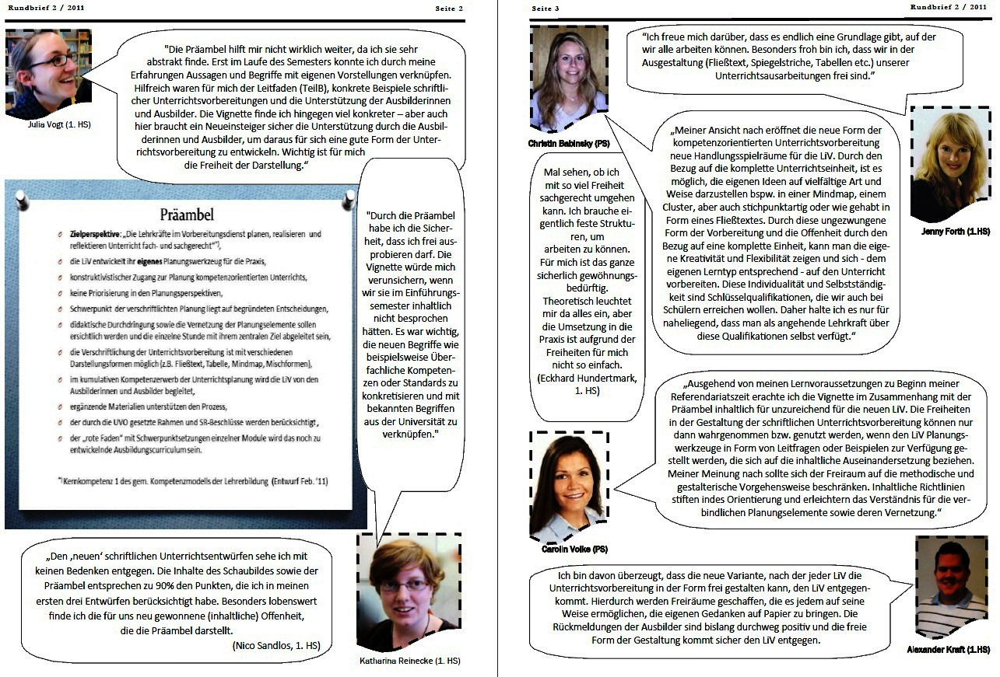 Rundbrief 2 / 2011
Seite 2
"Die Präambel hilft mir nicht wirklich weiter, da ich sie sehr
abstrakt finde. Erst im Laufe des Semesters konnte ich durch meine
Erfahrungen Aussagen und Begriffe mit eigenen Vorstellungen verknüpfen.
Hilfreich waren für mich der Leitfaden (TeilB), konkrete Beispiele schriftli-
cher Unterrichtsvorbereitungen und die Unterstützung der Ausbilderinnen
und Ausbilder. Die Vignette finde ich hingegen viel konkreter – aber auch
hier braucht ein Neueinsteiger sicher die Unterstützung durch die Ausbil-
derinnen und Ausbilder, um daraus für sich eine gute Form der Unter-
richtsvorbereitung zu entwickeln. Wichtig ist für mich
die Freiheit der Darstellung.“
Julia Vogt (1. HS)
Präambel
Zielperspektive: „Die Lehrkräfte im Vorbereitungsdienst planen, realisieren und
reflektieren Unterricht fach- und sachgerecht“*),
die LiV entwickelt ihr eigenes Planungswerkzeug für die Praxis,
konstruktivistischer Zugang zur Planung kompetenzorientierten Unterrichts,
keine Priorisierung in den Planungsperspektiven,
Schwerpunkt der verschriftlichten Planung liegt auf begründeten Entscheidungen,
didaktische Durchdringung sowie die Vernetzung der Planungselemente sollen
ersichtlich werden und die einzelne Stunde mit ihrem zentralen Ziel abgeleitet sein,
die Verschriftlichung der Unterrichtsvorbereitung ist mit verschiedenen
Darstellungsformen möglich (z.B. Fließtext, Tabelle, Mindmap, Mischformen),
im kumulativen Kompetenzerwerb der Unterrichtsplanung wird die LiV von den
Ausbilderinnen und Ausbilder begleitet,
ergänzende Materialien unterstützen den Prozess,
der durch die UVO gesetzte Rahmen und SR-Beschlüsse werden berücksichtigt,
der „rote Faden“ mit Schwerpunktsetzungen einzelner Module wird das noch zu
entwickelnde Ausbildungscurriculum sein.
*) Kernkompetenz 1 des gem. Kompetenzmodells der Lehrerbildung (Entwurf Feb. ’11)
"Durch die Präambel
habe ich die Sicher-
heit, dass ich frei aus-
probieren darf. Die
Vignette würde mich
verunsichern, wenn
wir sie im Einführungs-
semester inhaltlich
nicht besprochen
hätten. Es war wichtig,
die neuen Begriffe wie
beispielsweise Über-
fachliche Kompeten-
zen oder Standards zu
konkretisieren und mit
bekannten Begriffen
aus der Universität zu
verknüpfen."
Katharina Reinecke (1. HS)
„Den ‚neuen‘ schriftlichen Unterrichtsentwürfen sehe ich mit
keinen Bedenken entgegen. Die Inhalte des Schaubildes sowie der
Präambel entsprechen zu 90% den Punkten, die ich in meinen
ersten drei Entwürfen berücksichtigt habe. Besonders lobenswert
finde ich die für uns neu gewonnene (inhaltliche) Offenheit,
die die Präambel darstellt.
(Nico Sandlos, 1. HS)
Seite 3
Rundbrief 2 / 2011
“Ich freue mich darüber, dass es endlich eine Grundlage gibt, auf der
wir alle arbeiten können. Besonders froh bin ich, dass wir in der
Ausgestaltung (Fließtext, Spiegelstriche, Tabellen etc.) unserer
Unterrichtsausarbeitungen frei sind.”
Christin Babinsky (PS)
Jenny Forth (1.HS)
„Meiner Ansicht nach eröffnet die neue Form der
kompetenzorientierten Unterrichtsvorbereitung
neue Handlungsspielräume für die LiV. Durch den
Bezug auf die komplette Unterrichtseinheit, ist es
möglich, die eigenen Ideen auf vielfältige Art und
Weise darzustellen bspw. in einer Mindmap, einem
Cluster, aber auch stichpunktartig oder wie gehabt in
Form eines Fließtextes. Durch diese ungezwungene
Form der Vorbereitung und die Offenheit durch den
Bezug auf eine komplette Einheit, kann man die eige-
ne Kreativität und Flexibilität zeigen und sich - dem
eigenen Lerntyp entsprechend - auf den Unterricht
vorbereiten. Diese Individualität und Selbstständig-
keit sind Schlüsselqualifikationen, die wir auch bei
Schülern erreichen wollen. Daher halte ich es nur für
naheliegend, dass man als angehende Lehrkraft über
diese Qualifikationen selbst verfügt.“
Mal sehen, ob ich
mit so viel Freiheit
sachgerecht umgehen
kann. Ich brauche ei-
gentlich feste Struktu-
ren, um
arbeiten zu können.
Für mich ist das ganze
sicherlich gewöhnungs-
bedürftig.
Theoretisch leuchtet
mir da alles ein, aber
die Umsetzung in die
Praxis ist aufgrund der
Freiheiten für mich
nicht so einfach.
(Eckhard Hundertmark,
1. HS)
„Ausgehend von meinen Lernvoraussetzungen zu Beginn meiner
Referendariatszeit erachte ich die Vignette im Zusammenhang mit der
Präambel inhaltlich für unzureichend für die neuen LiV. Die Freiheiten
in der Gestaltung der schriftlichen Unterrichtsvorbereitung können nur
dann wahrgenommen bzw. genutzt werden, wenn den LiV Planungs-
werkzeuge in Form von Leitfragen oder Beispielen zur Verfügung ge-
stellt werden, die sich auf die inhaltliche Auseinandersetzung beziehen.
Meiner Meinung nach sollte sich der Freiraum auf die methodische und
gestalterische Vorgehensweise beschränken. Inhaltliche Richtlinien
stiften indes Orientierung und erleichtern das Verständnis für die ver-
bindlichen Planungselemente sowie deren Vernetzung.“
Carolin Volke (PS)
Ich bin davon überzeugt, dass die neue Variante, nach der jeder LiV die
Unterrichtsvorbereitung in der Form frei gestalten kann, den LiV entgegen-
kommt. Hierdurch werden Freiräume geschaffen, die es jedem auf seine
Weise ermöglichen, die eigenen Gedanken auf Papier zu bringen. Die
Rückmeldungen der Ausbilder sind bislang durchweg positiv und die freie
Form der Gestaltung kommt sicher den LiV entgegen.
Alexander Kraft (1.HS)